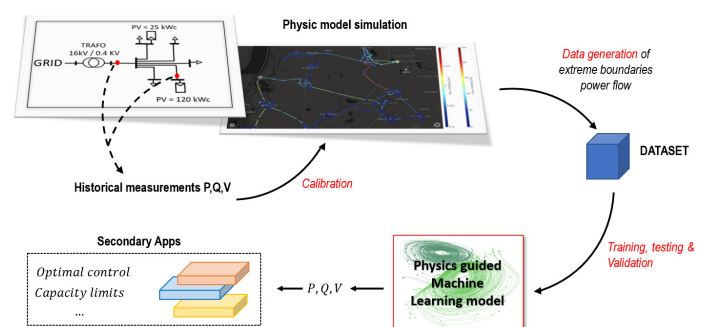 Physic model simulation
PV = 25 kWc
TRAFO
16kV / 0.4 KV
GRID
PV = 120 kWc
Data generation of
extreme boundaries
power flow
DATASET
Historical measurements P,Q,V
Calibration
Training, testing &
Validation
Secondary Apps
Optimal control
Capacity limits
...
P, Q, V
Physics guided
Machine
Learning model